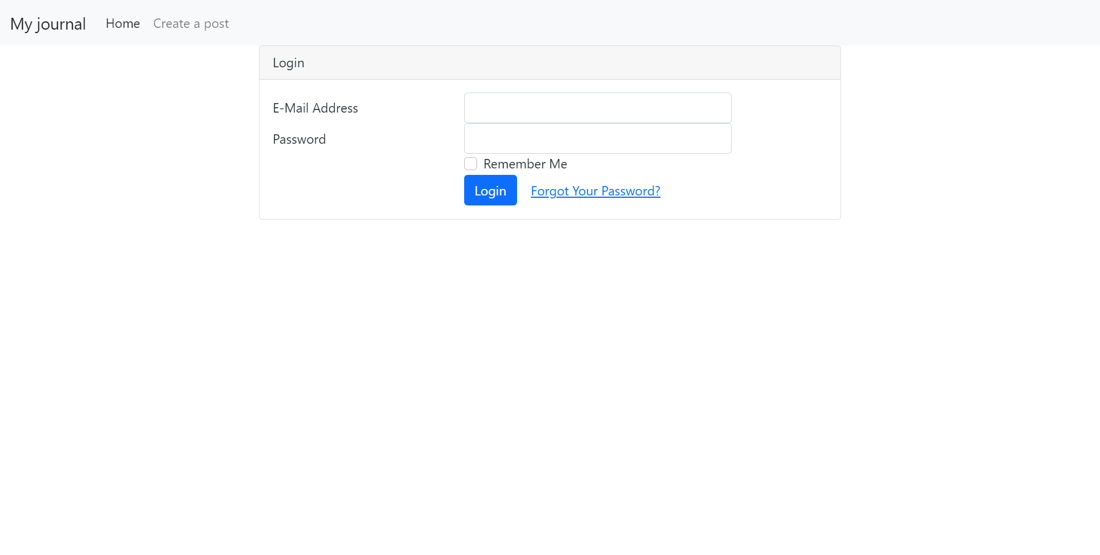 My journal Home Create a post
Login
E-Mail Address
Password
Remember Me
Login Forgot Your Password?